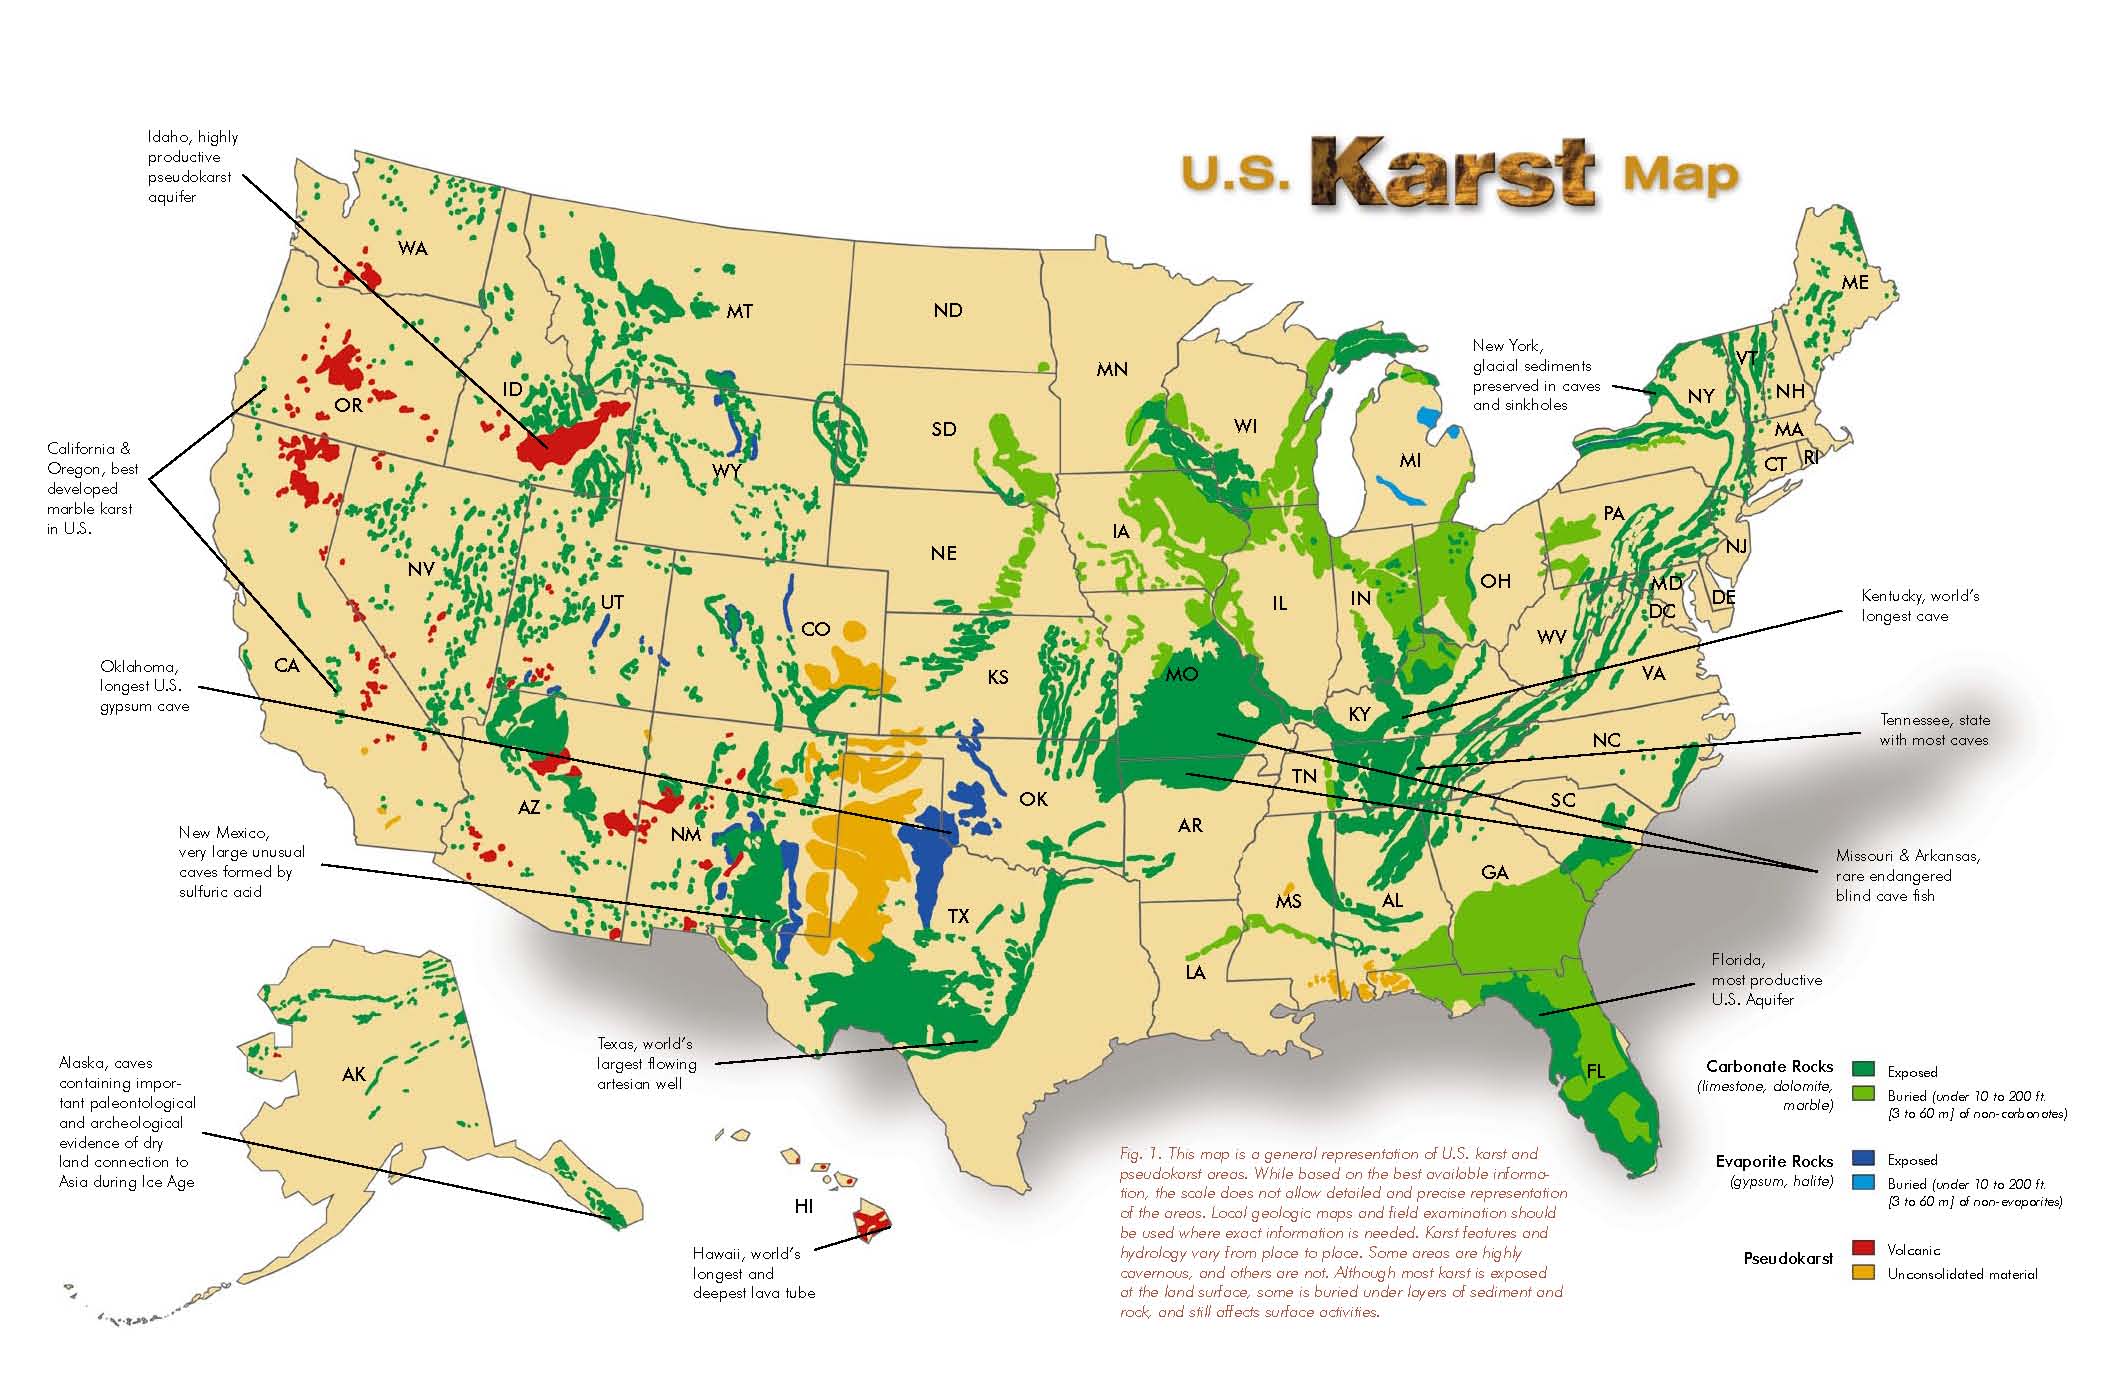 U.S. Karst Map
Idaho, highly
productive
pseudokarst
aquifer
California &
Oregon, best
developed
marble karst
in U.S.
Oklahoma,
longest U.S.
gypsum cave
New Mexico,
very large unusual
caves formed by
sulfuric acid
Alaska, caves
containing impor-
tant paleontological
and archeological
evidence of dry
land connection to
Asia during Ice Age
Texas, world's
largest flowing
artesian well
Hawaii, world's
longest and
deepest lava tube
New York,
glacial sediments
preserved in caves
and sinkholes
Kentucky, world's
longest cave
Tennessee, state
with most caves
Missouri & Arkansas,
rare endangered
blind cave fish
Florida,
most productive
U.S. Aquifer
WA
OR
CA
ID
NV
MT
WY
UT
AZ
CO
NM
ND
SD
NE
KS
OK
TX
MN
IA
MO
AR
LA
WI
IL
MI
IN
OH
KY
TN
MS
AL
GA
FL
SC
NC
VA
WV
MD
DC
DE
NJ
PA
NY
CT
RI
MA
VT
NH
ME
AK
HI
Carbonate Rocks
(limestone, dolomite,
marble)
Exposed
Buried (under 10 to 200 ft.
[3 to 60 m] of non-carbonates)
Evaporite Rocks
(gypsum, halite)
Exposed
Buried (under 10 to 200 ft.
[3 to 60 m] of non-evaporites)
Pseudokarst
Volcanic
Unconsolidated material
Fig. 1. This map is a general representation of U.S. karst and
pseudokarst areas. While based on the best available informa-
tion, the scale does not allow detailed and precise representation
of the areas. Local geologic maps and field examination should
be used where exact information is needed. Karst features and
hydrology vary from place to place. Some areas are highly
cavernous, and others are not. Although most karst is exposed
at the land surface, some is buried under layers of sediment and
rock, and still affects surface activities.